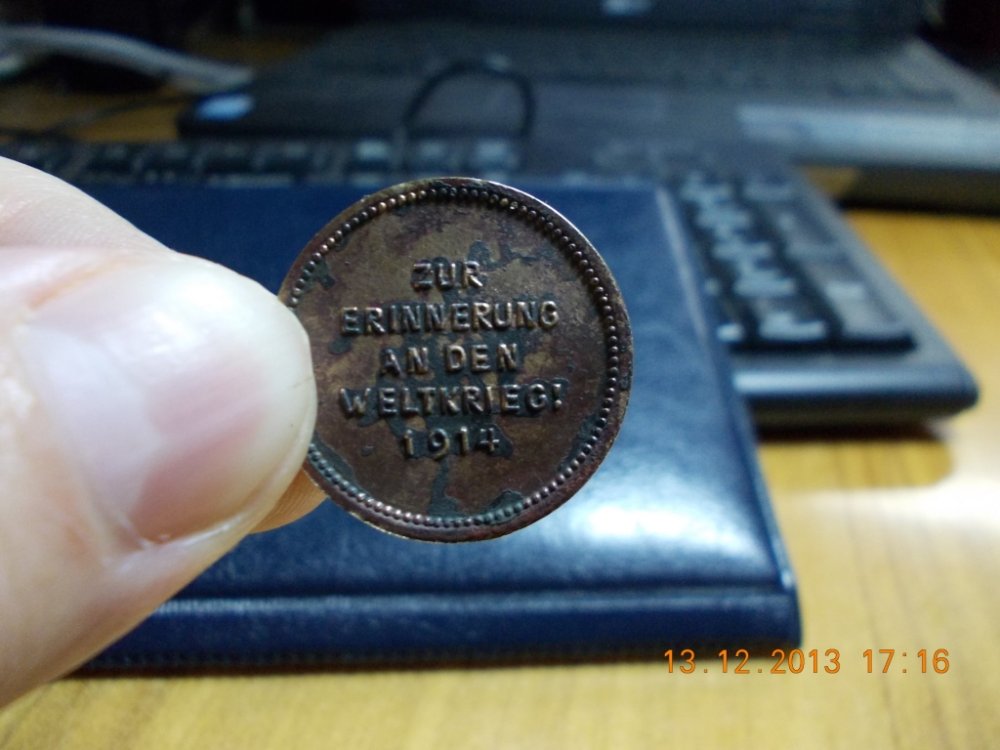 ZUR
ERINNERUNG
AN DEN
WELTKRIEG!
1914
13.12.2013 17:16